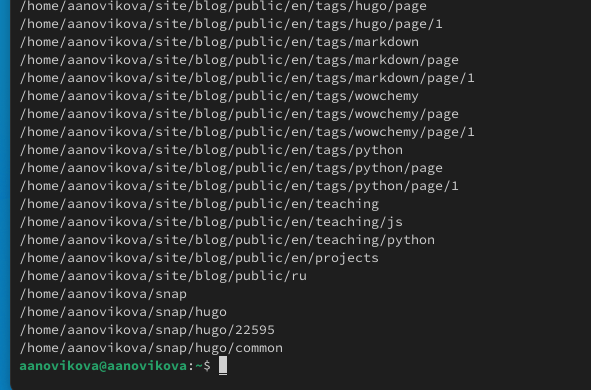 /home/aanovikova/site/blog/public/en/tags/hugo/page
/home/aanovikova/site/blog/public/en/tags/hugo/page/1
/home/aanovikova/site/blog/public/en/tags/markdown
/home/aanovikova/site/blog/public/en/tags/markdown/page
/home/aanovikova/site/blog/public/en/tags/markdown/page/1
/home/aanovikova/site/blog/public/en/tags/wowchemy
/home/aanovikova/site/blog/public/en/tags/wowchemy/page
/home/aanovikova/site/blog/public/en/tags/wowchemy/page/1
/home/aanovikova/site/blog/public/en/tags/python
/home/aanovikova/site/blog/public/en/tags/python/page
/home/aanovikova/site/blog/public/en/tags/python/page/1
/home/aanovikova/site/blog/public/en/teaching
/home/aanovikova/site/blog/public/en/teaching/js
/home/aanovikova/site/blog/public/en/teaching/python
/home/aanovikova/site/blog/public/en/projects
/home/aanovikova/site/blog/public/ru
/home/aanovikova/snap
/home/aanovikova/snap/hugo
/home/aanovikova/snap/hugo/22595
/home/aanovikova/snap/hugo/common
aanovikova@aanovikova:~$